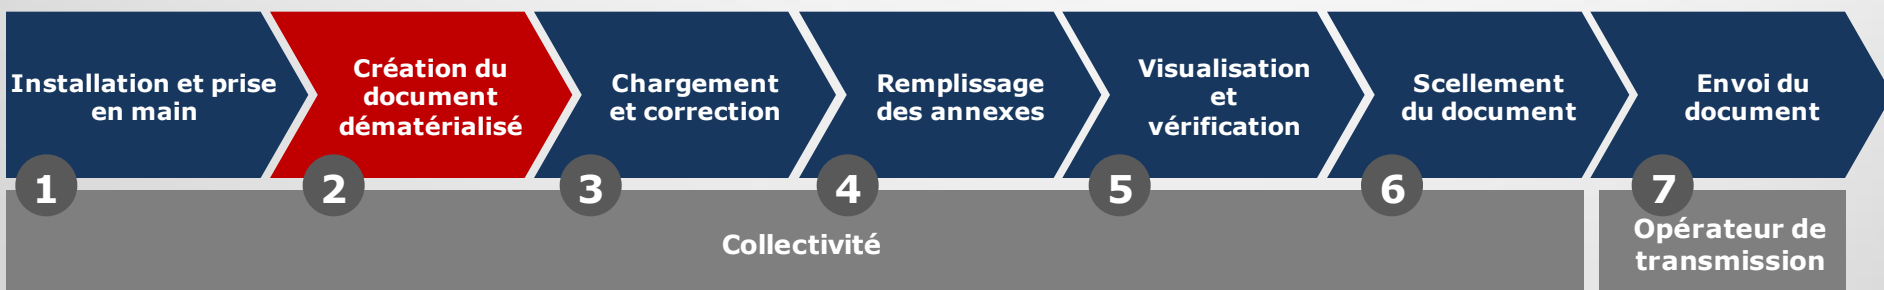 Installation et prise
en main
1
Création du
document
dématérialisé
2
Chargement
et correction
3
Remplissage
des annexes
4
Visualisation
et
vérification
5
Scellement
du document
6
Envoi du
document
7
Collectivité
Opérateur de
transmission